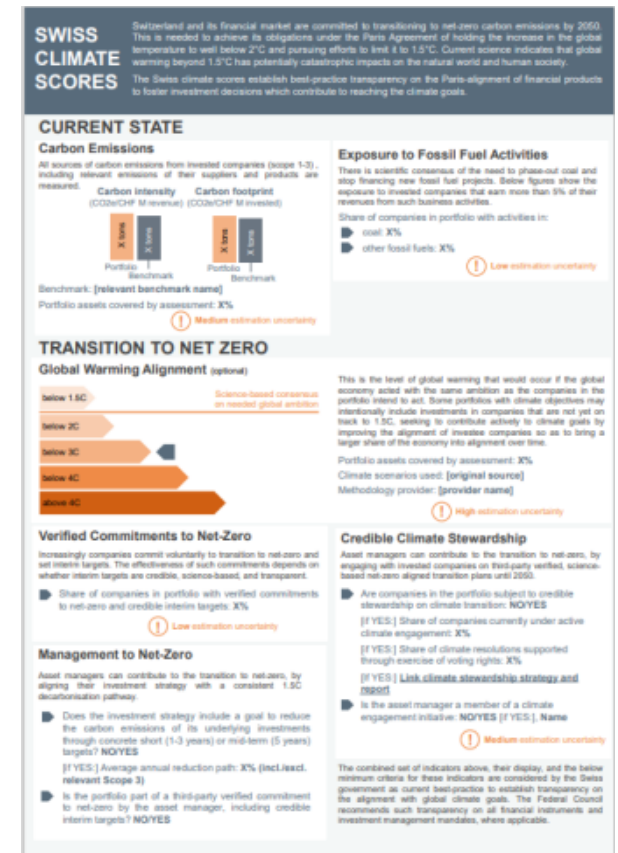 SWISS
CLIMATE
SCORES
Switzerland and its financial market are committed to transitioning to net-zero carbon emissions by 2050.
This is needed to achieve its obligations under the Paris Agreement of holding the increase in the global
temperature to well below 2°C and pursuing efforts to limit it to 1.5°C. Current science indicates that global
warming beyond 1.5°C has potentially catastrophic impacts on the natural world and human society.
The Swiss climate scores establish best-practice transparency on the Paris-alignment of financial products
to foster investment decisions which contribute to reaching the climate goals.
CURRENT STATE
Carbon Emissions
All sources of carbon emissions from invested companies (scope 1-3) ,
including relevant emissions of their suppliers and products are
measured.
Carbon intensity
(CO2e/CHF M revenue)
Carbon footprint
(CO2e/CHF M invested)
X tons
X tons
X tons
X tons
Portfolio
Benchmark
Portfolio
Benchmark
Benchmark: [relevant benchmark name]
Portfolio assets covered by assessment: X%
! Medium estimation uncertainty
Exposure to Fossil Fuel Activities
There is scientific consensus of the need to phase-out coal and
stop financing new fossil fuel projects. Below figures show the
exposure to invested companies that earn more than 5% of their
revenues from such business activities.
Share of companies in portfolio with activities in:
coal: X%
other fossil fuels: X%
! Low estimation uncertainty
TRANSITION TO NET ZERO
Global Warming Alignment (optional)
below 1.5C
Science-based consensus
on needed global ambition
below 2C
below 3C
below 4C
above 4C
This is the level of global warming that would occur if the global
economy acted with the same ambition as the companies in the
portfolio intend to act. Some portfolios with climate objectives may
intentionally include investments in companies that are not yet on
track to 1.5C, seeking to contribute actively to climate goals by
improving the alignment of investee companies so as to bring a
larger share of the economy into alignment over time.
Portfolio assets covered by assessment: X%
Climate scenarios used: [original source]
Methodology provider: [provider name]
! High estimation uncertainty
Verified Commitments to Net-Zero
Increasingly companies commit voluntarily to transition to net-zero and
set interim targets. The effectiveness of such commitments depends on
whether interim targets are credible, science-based, and transparent.
Share of companies in portfolio with verified commitments
to net-zero and credible interim targets: X%
! Low estimation uncertainty
Management to Net-Zero
Asset managers can contribute to the transition to net-zero, by
aligning their investment strategy with a consistent 1.5C
decarbonisation pathway.
Does the investment strategy include a goal to reduce
the carbon emissions of its underlying investments
through concrete short (1-3 years) or mid-term (5 years)
targets? NO/YES
[If YES:] Average annual reduction path: X% (incl./excl.
relevant Scope 3)
Is the portfolio part of a third-party verified commitment
to net-zero by the asset manager, including credible
interim targets? NO/YES
Credible Climate Stewardship
Asset managers can contribute to the transition to net-zero, by
engaging with invested companies on third-party verified, science-
based net-zero aligned transition plans until 2050.
Are companies in the portfolio subject to credible
stewardship on climate transition: NO/YES
[If YES:] Share of companies currently under active
climate engagement: X%
[If YES:] Share of climate resolutions supported
through exercise of voting rights: X%
[If YES] Link climate stewardship strategy and
report]
Is the asset manager a member of a climate
engagement initiative: NO/YES [If YES:], Name
! Medium estimation uncertainty
The combined set of indicators above, their display, and the below
minimum criteria for these indicators are considered by the Swiss
government as current best-practice to establish transparency on
the alignment with global climate goals. The Federal Council
recommends such transparency on all financial instruments and
investment management mandates, where applicable.